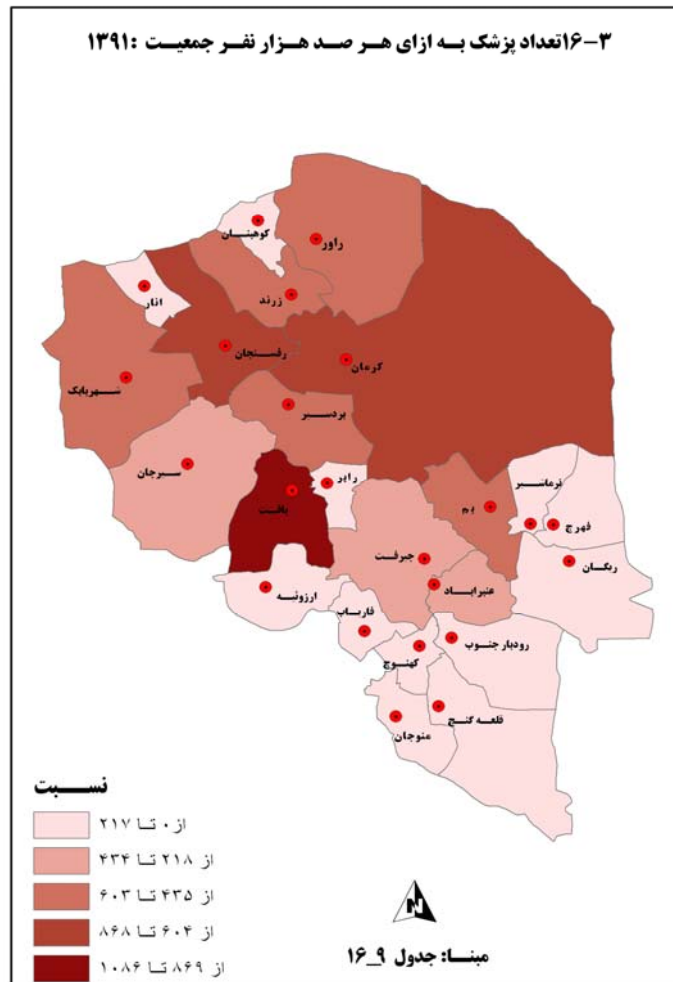 ۳-۱۶تعداد پزشک به ازای هر صد هزار نفر جمعیت :۱۳۹۱
کوهبنان
راور
انار
زرند
رفسنجان
کرمان
شهربابک
بردسیر
سیرجان
رابر
بافت
نرماشیر
بم
فهرج
جیرفت
ریگان
ارزوئیه
عنبراباد
فاریاب
رودبار جنوب
کهنوج
قلعه گنج
منوجان
نسبت
از ۰ تا ۲۱۷
از ۲۱۸ تا ۴۳۴
از ۴۳۵ تا ۶۰۳
از ۶۰۴ تا ۸۶۸
از ۸۶۹ تا ۱۰۸۶
N
مبنا: جدول ۹_۱۶